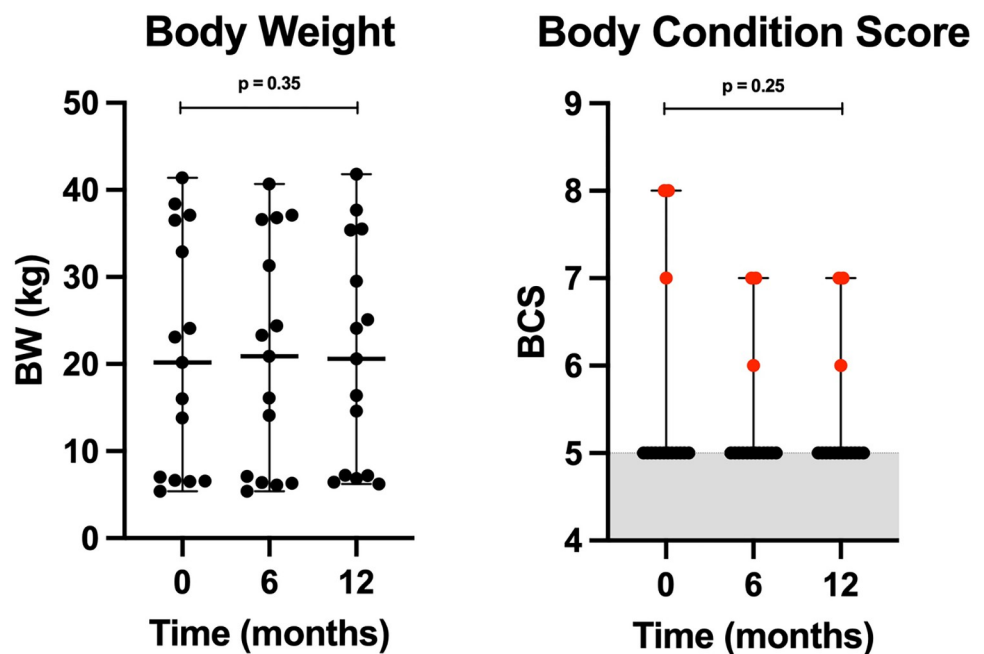 Body Weight
p = 0.35
50
40
30
20
10
0
BW (kg)
0 6 12
Time (months)
Body Condition Score
p = 0.25
9
8
7
6
5
4
BCS
0 6 12
Time (months)